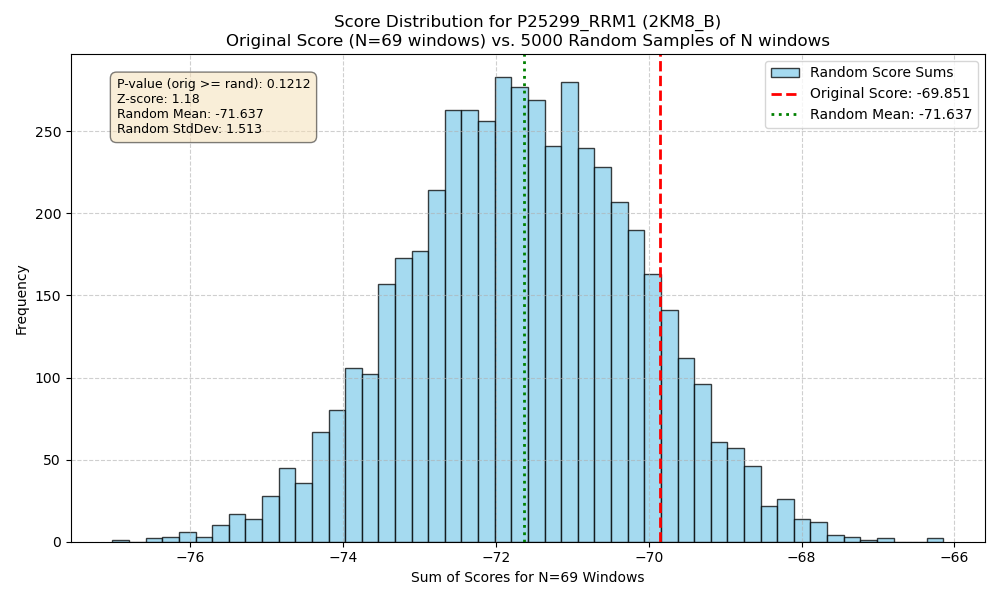 Score Distribution for P25299_RRM1 (2KM8_B)
Original Score (N=69 windows) vs. 5000 Random Samples of N windows
P-value (orig >= rand): 0.1212
Z-score: 1.18
Random Mean: -71.637
Random StdDev: 1.513
Random Score Sums
Original Score: -69.851
Random Mean: -71.637
Frequency
250
200
150
100
50
0
−76 −74 −72 −70 −68 −66
Sum of Scores for N=69 Windows